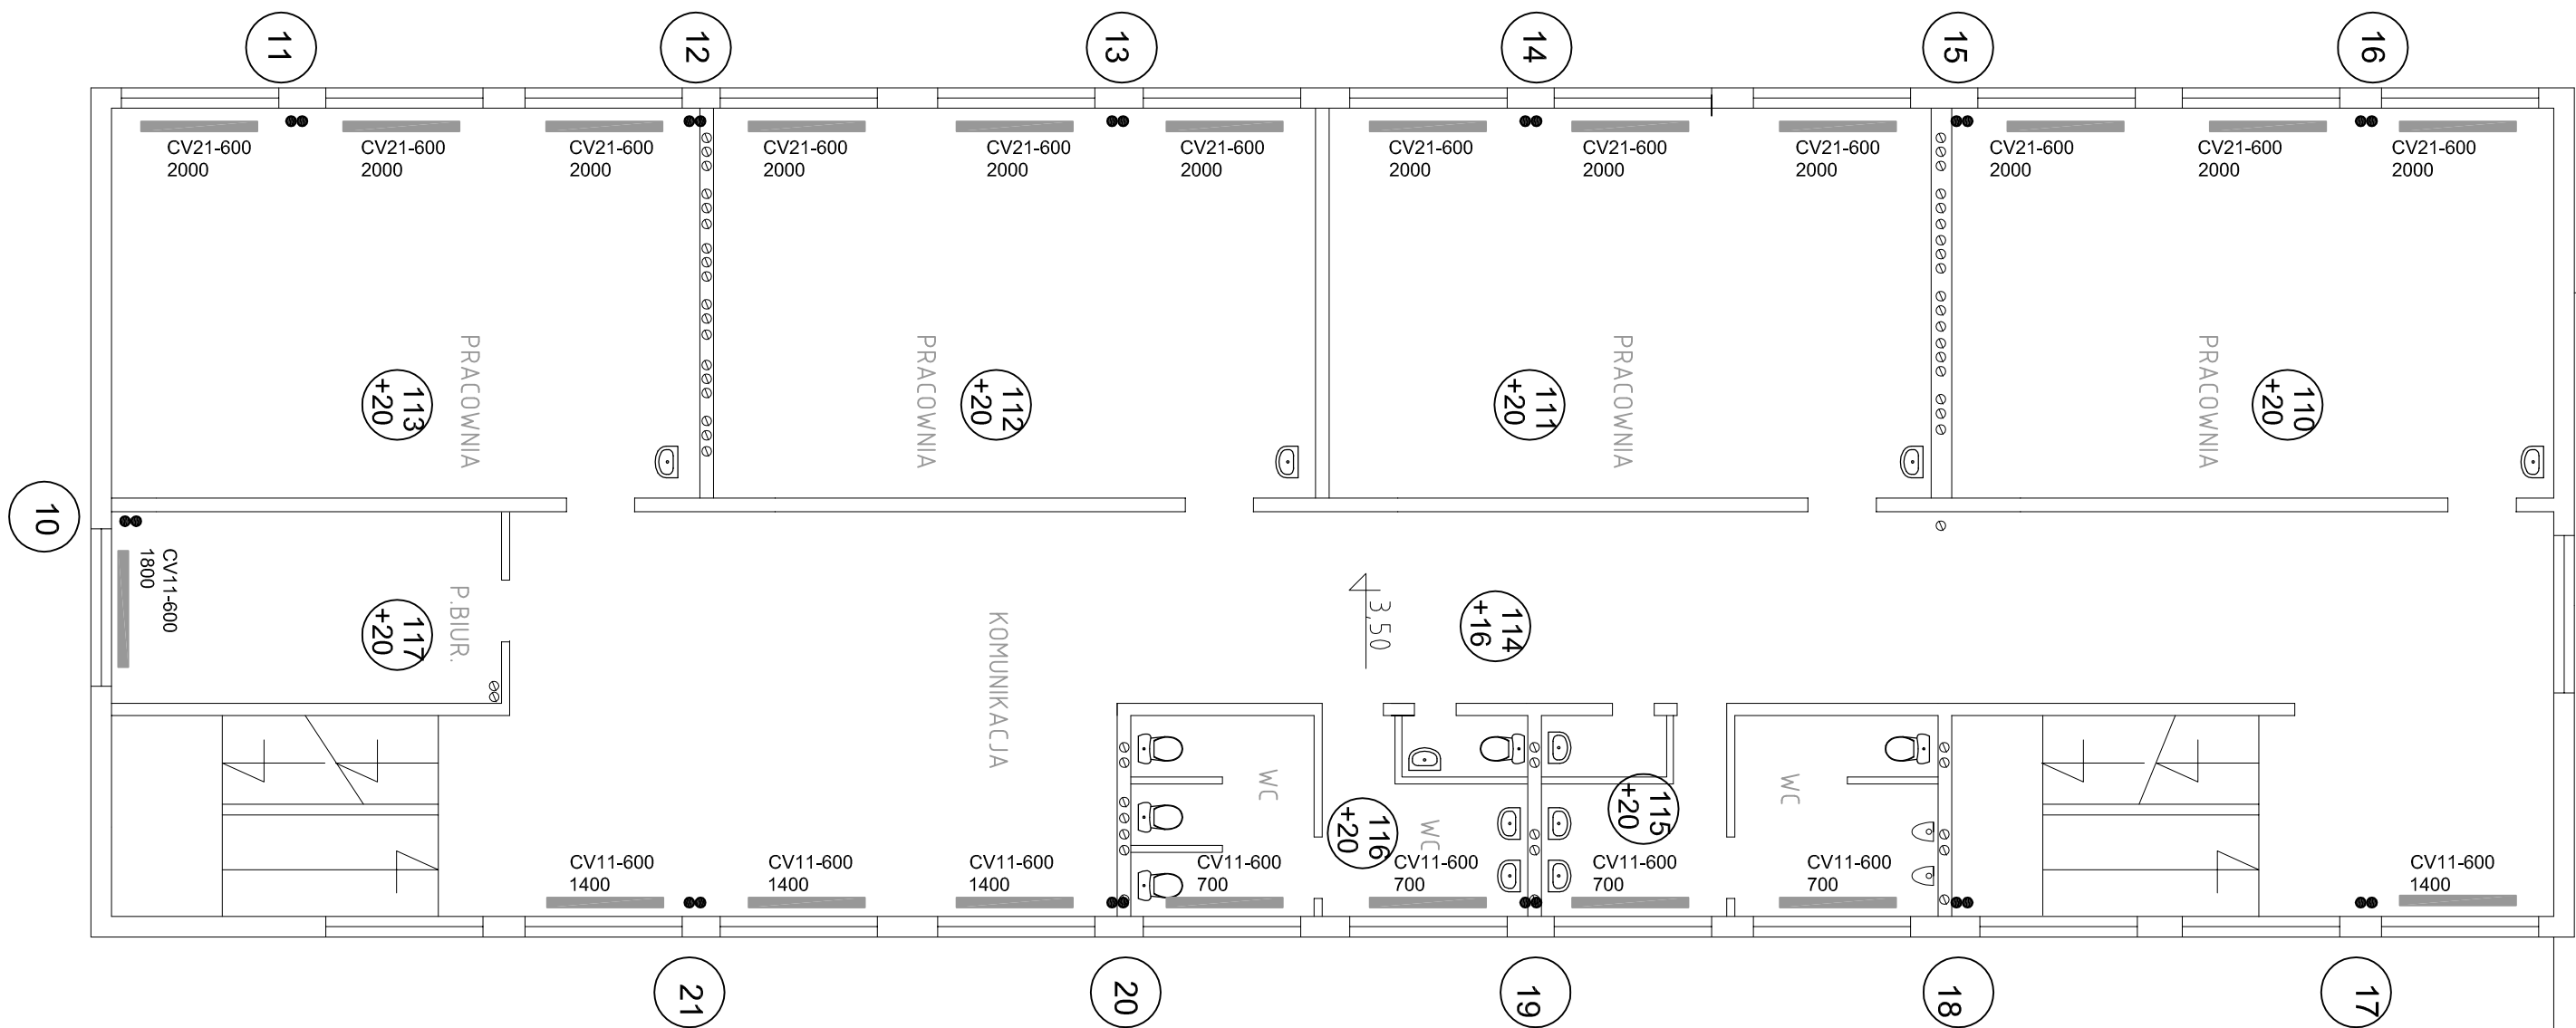 11
12
13
14
15
16
CV21-600
2000
CV21-600
2000
CV21-600
2000
CV21-600
2000
CV21-600
2000
CV21-600
2000
CV21-600
2000
CV21-600
2000
CV21-600
2000
CV21-600
2000
CV21-600
2000
CV21-600
2000
113
+20
PRACOWNIA
PRACOWNIA
112
+20
111
+20
PRACOWNIA
PRACOWNIA
110
+20
10
CV11-600
1800
117
+20
P.BIUR.
KOMUNIKACJA
3,50
114
+16
WC
116
+20
WC
115
+20
WC
CV11-600
1400
CV11-600
1400
CV11-600
1400
CV11-600
700
CV11-600
700
CV11-600
700
CV11-600
700
CV11-600
1400
21
20
19
18
17